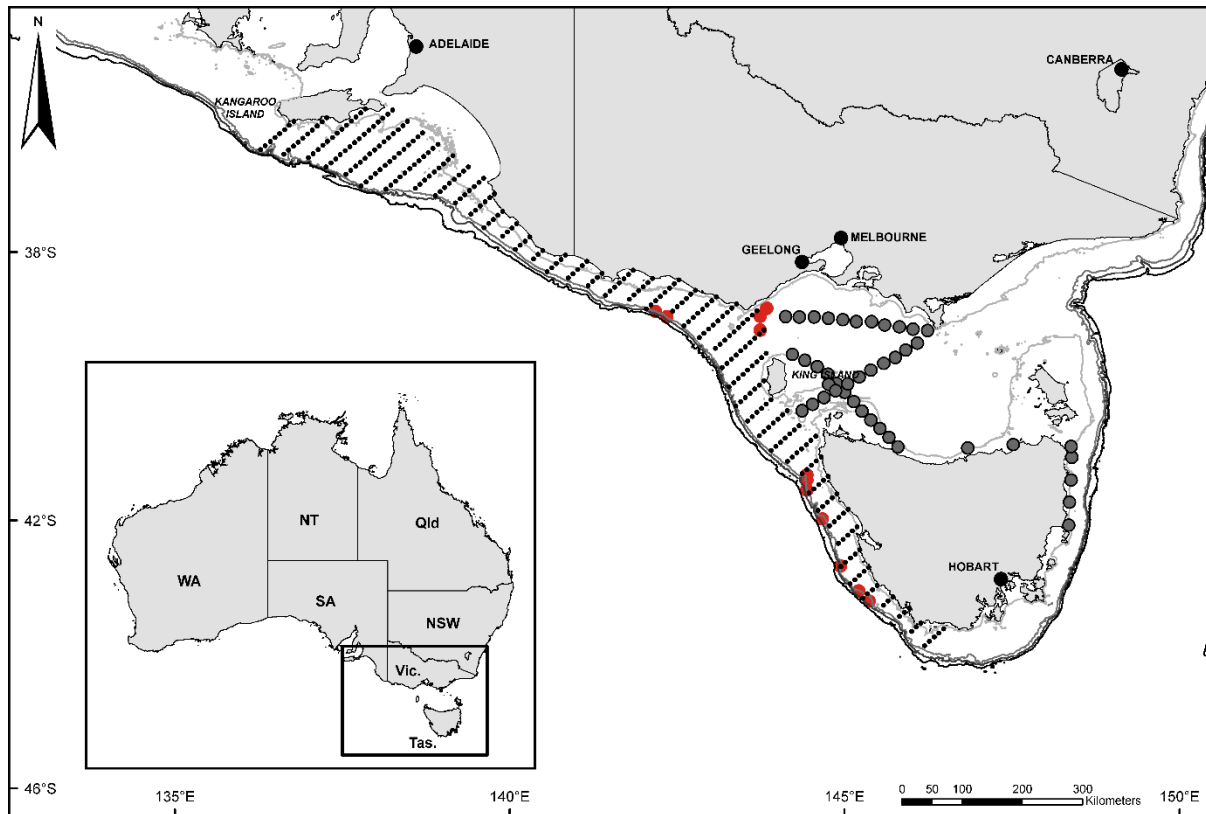 N
ADELAIDE
CANBERRA
KANGAROO
ISLAND
MELBOURNE
GEELONG
38°S
KING ISLAND
NT
Qld
42°S
WA
SA
HOBART
NSW
Vic.
Tas.
46°S
135°E
140°E
145°E
150°E
0 50 100 200 300
Kilometers